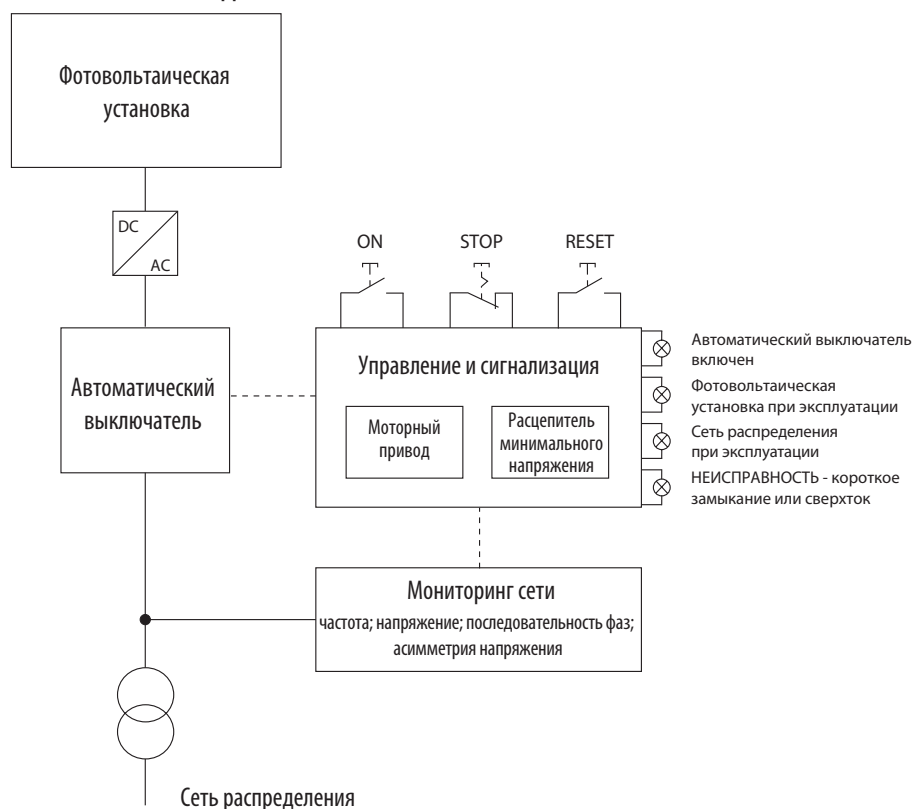 Фотовольтаическая
установка
DC
AC
ON
STOP
RESET
Автоматический
выключатель
Управление и сигнализация
Моторный
привод
Расцепитель
минимального
напряжения
Автоматический выключатель
включен
Фотовольтаическая
установка при эксплуатации
Сеть распределения
при эксплуатации
НЕИСПРАВНОСТЬ - короткое
замыкание или сверхток
Мониторинг сети
частота; напряжение; последовательность фаз;
асимметрия напряжения
Сеть распределения